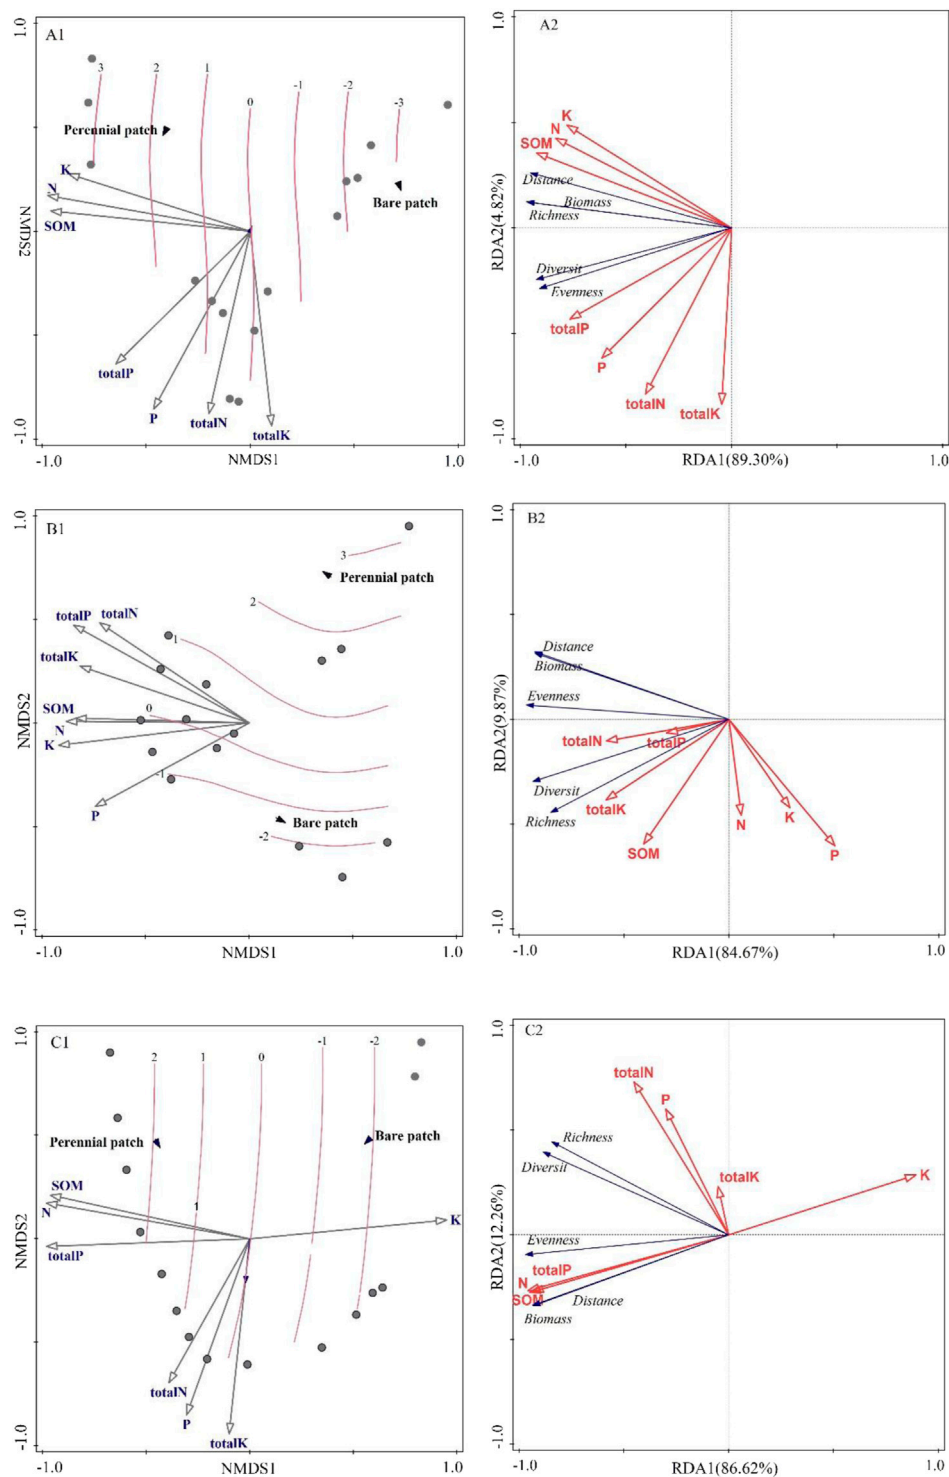 A1
1.0
3
2
1
0
-1
-2
-3
Perennial patch
Bare patch
K
N
SOM
NMDS2
totalP
P
totalN
totalK
-1.0
-1.0
NMDS1
1.0
A2
1.0
K
N
SOM
Distance
Biomass
Richness
RDA2(4.82%)
Diversit
Evenness
totalP
P
totalN
totalK
-1.0
-1.0
RDA1(89.30%)
1.0
B1
1.0
3
Perennial patch
2
totalP
totalN
1
totalK
SOM
0
N
K
NMDS2
-1
P
Bare patch
-2
-1.0
-1.0
NMDS1
1.0
B2
1.0
Distance
Biomass
Evenness
RDA2(9.87%)
totalN
totalP
Diversit
totalK
Richness
N
K
SOM
P
-1.0
-1.0
RDA1(84.67%)
1.0
C1
1.0
2
1
0
-1
-2
Perennial patch
Bare patch
SOM
N
1
K
totalP
NMDS2
totalN
P
totalK
-1.0
-1.0
NMDS1
1.0
C2
1.0
totalN
P
Richness
Diversit
totalK
K
RDA2(12.26%)
Evenness
totalP
N
SOM
Distance
Biomass
-1.0
-1.0
RDA1(86.62%)
1.0